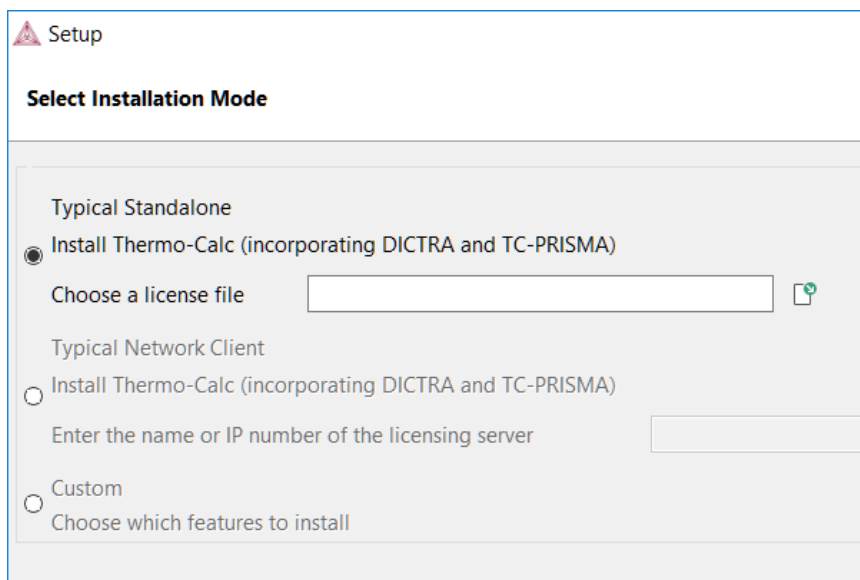 Setup
Select Installation Mode
Typical Standalone
Install Thermo-Calc (incorporating DICTRA and TC-PRISMA)
Choose a license file
Typical Network Client
Install Thermo-Calc (incorporating DICTRA and TC-PRISMA)
Enter the name or IP number of the licensing server
Custom
Choose which features to install